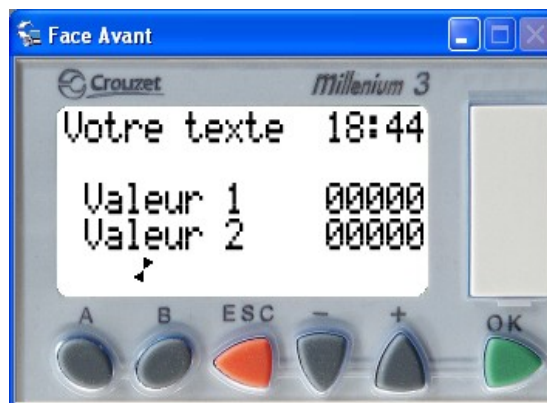 Face Avant
Crouzet Millenium 3
Votre texte 18:44
Valeur 1 00000
Valeur 2 00000
A B ESC - + OK